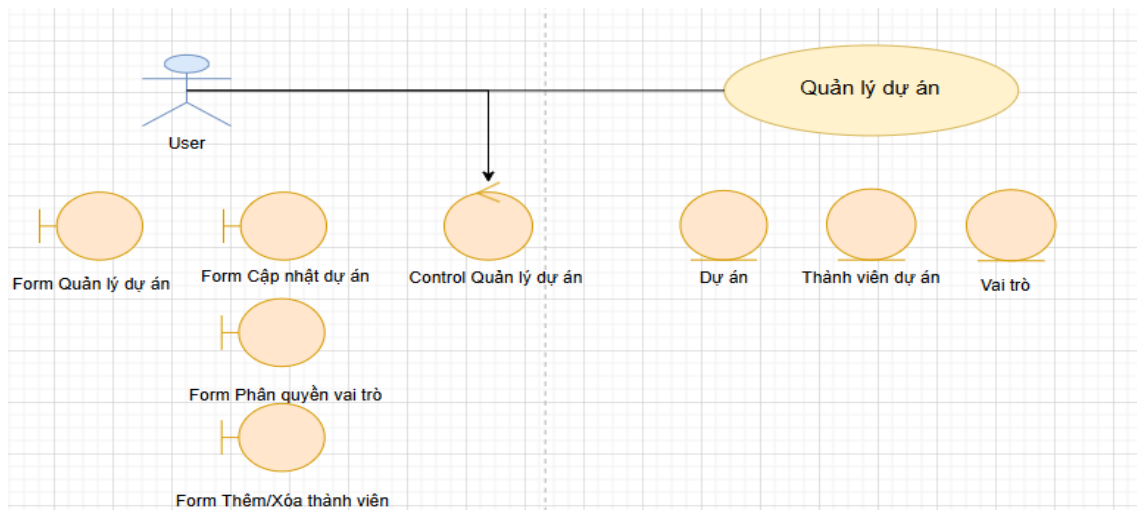 Quản lý dự án
User
Form Quản lý dự án
Form Cập nhật dự án
Control Quản lý dự án
Dự án
Thành viên dự án
Vai trò
Form Phân quyền vai trò
Form Thêm/Xóa thành viên